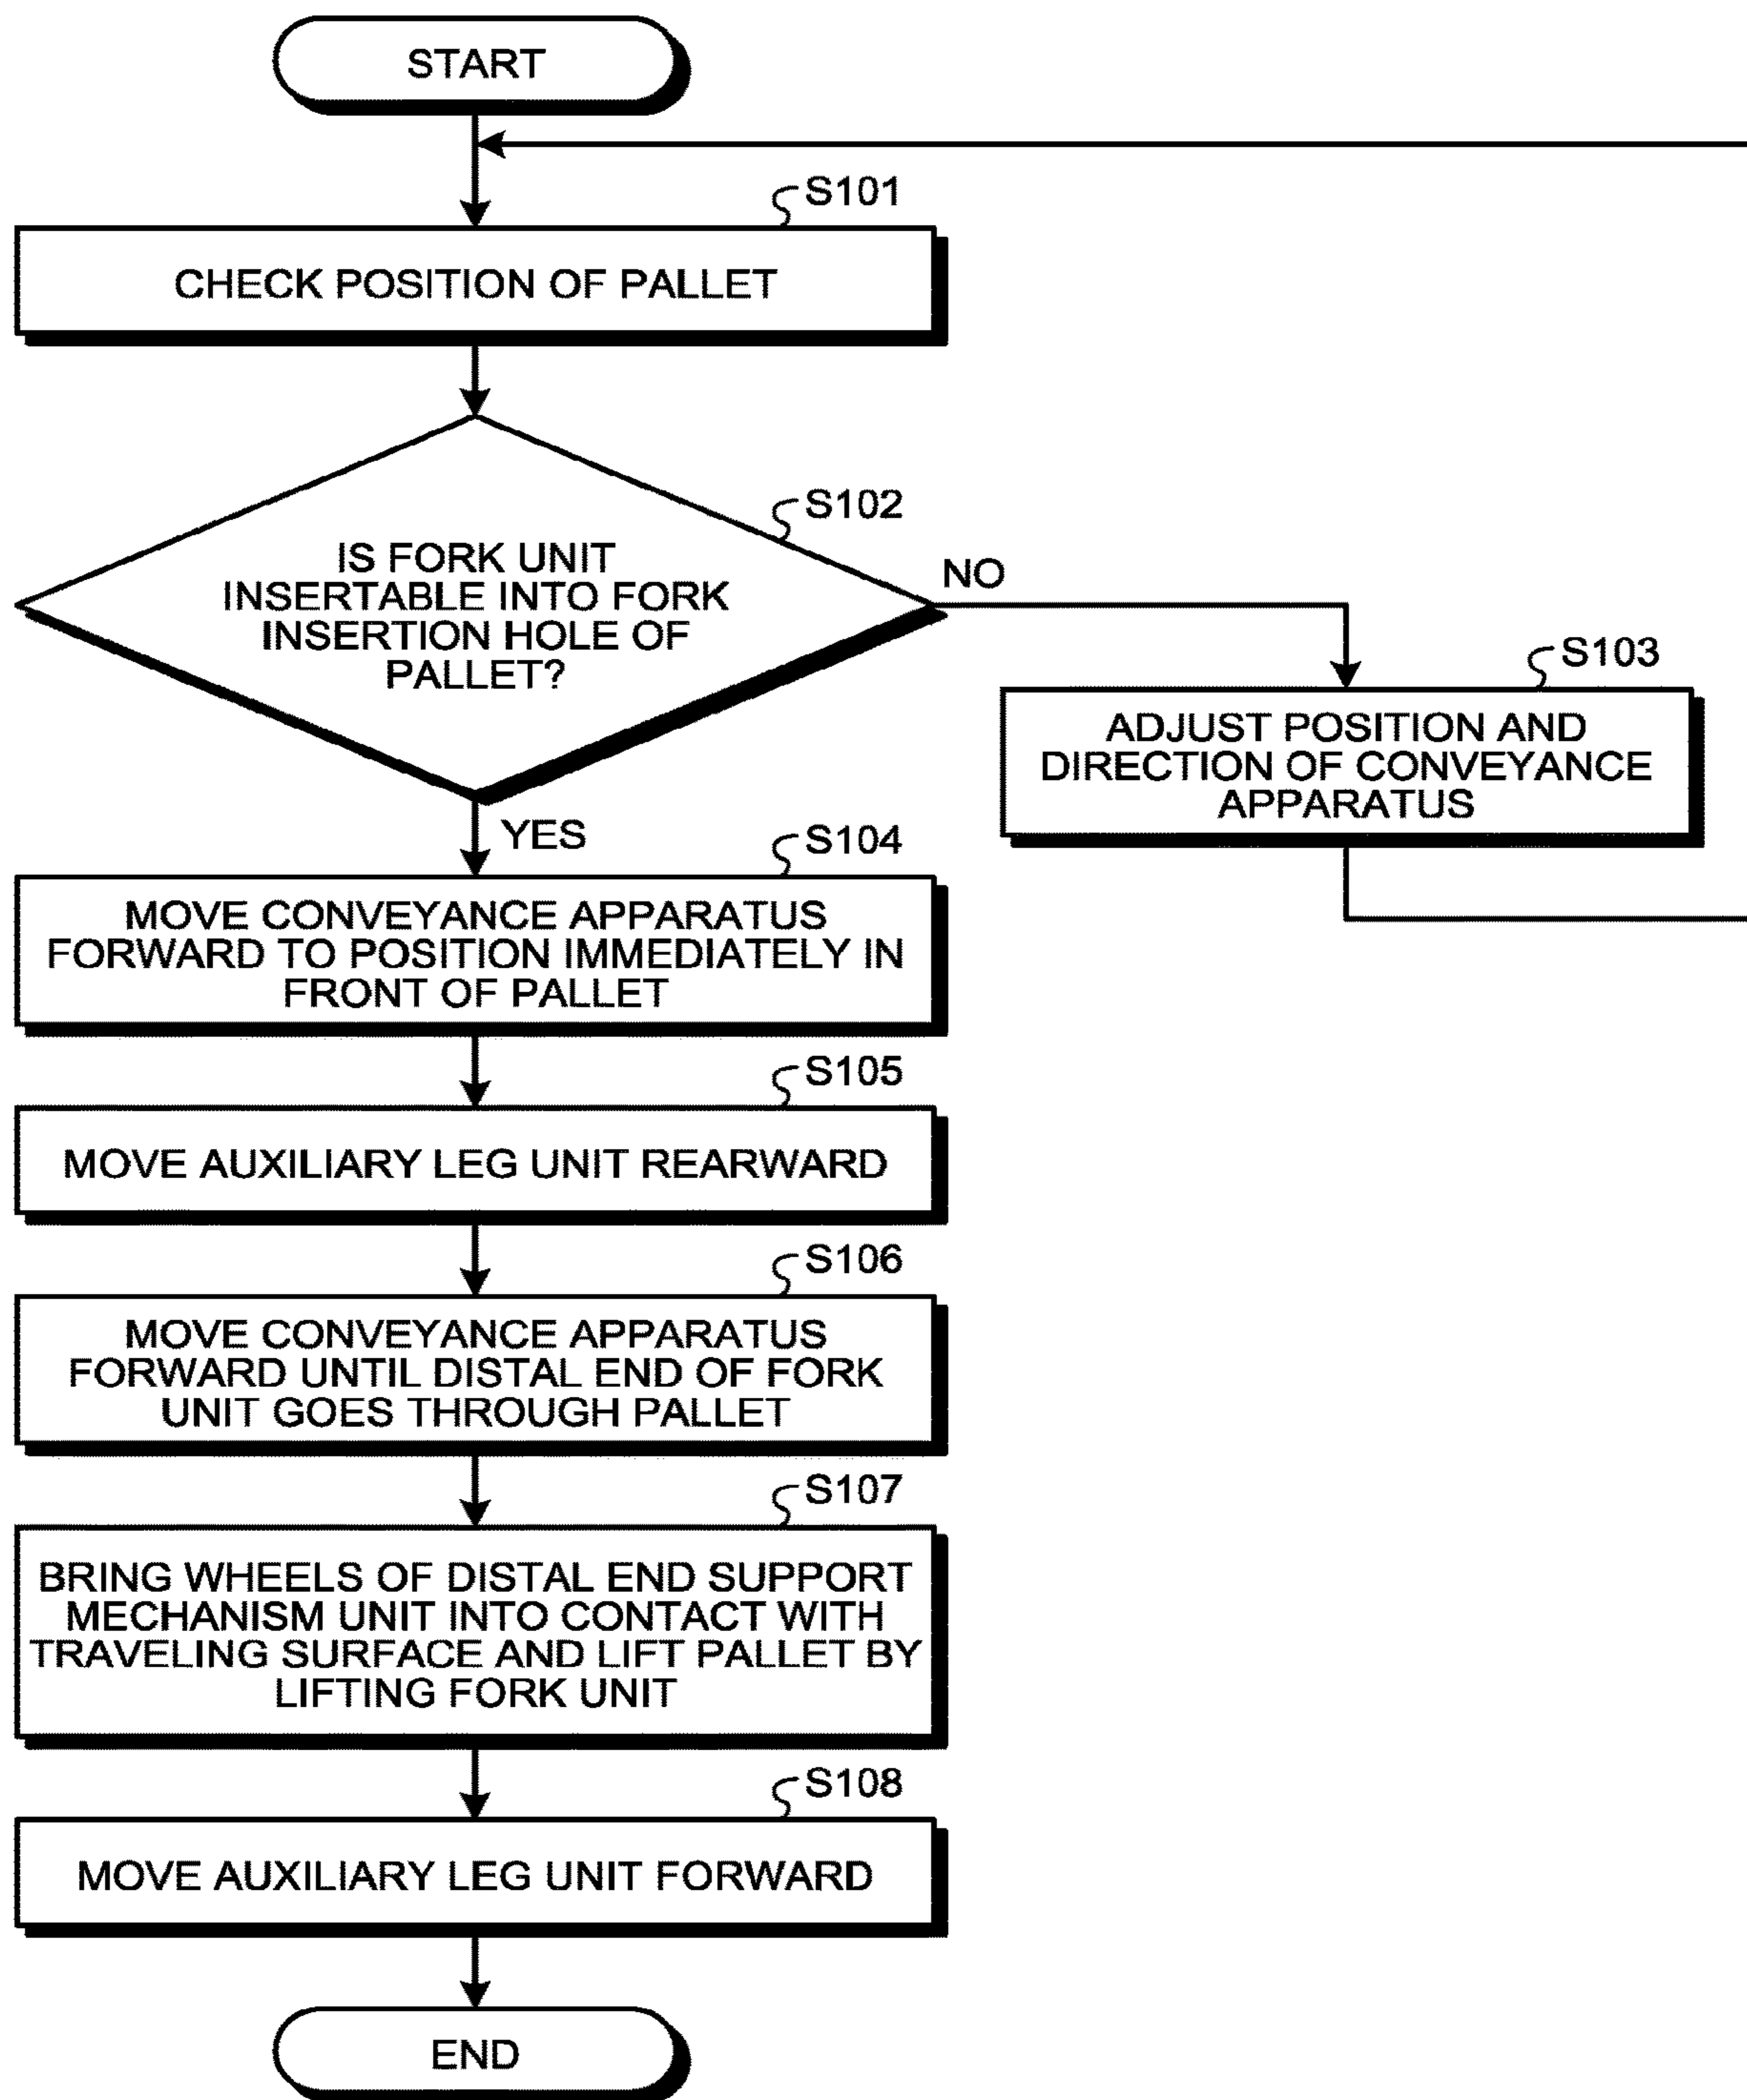 START
S101
CHECK POSITION OF PALLET
S102
IS FORK UNIT
INSERTABLE INTO FORK
INSERTION HOLE OF
PALLET?
NO
S103
ADJUST POSITION AND
DIRECTION OF CONVEYANCE
APPARATUS
YES
S104
MOVE CONVEYANCE APPARATUS
FORWARD TO POSITION IMMEDIATELY IN
FRONT OF PALLET
S105
MOVE AUXILIARY LEG UNIT REARWARD
S106
MOVE CONVEYANCE APPARATUS
FORWARD UNTIL DISTAL END OF FORK
UNIT GOES THROUGH PALLET
S107
BRING WHEELS OF DISTAL END SUPPORT
MECHANISM UNIT INTO CONTACT WITH
TRAVELING SURFACE AND LIFT PALLET BY
LIFTING FORK UNIT
S108
MOVE AUXILIARY LEG UNIT FORWARD
END